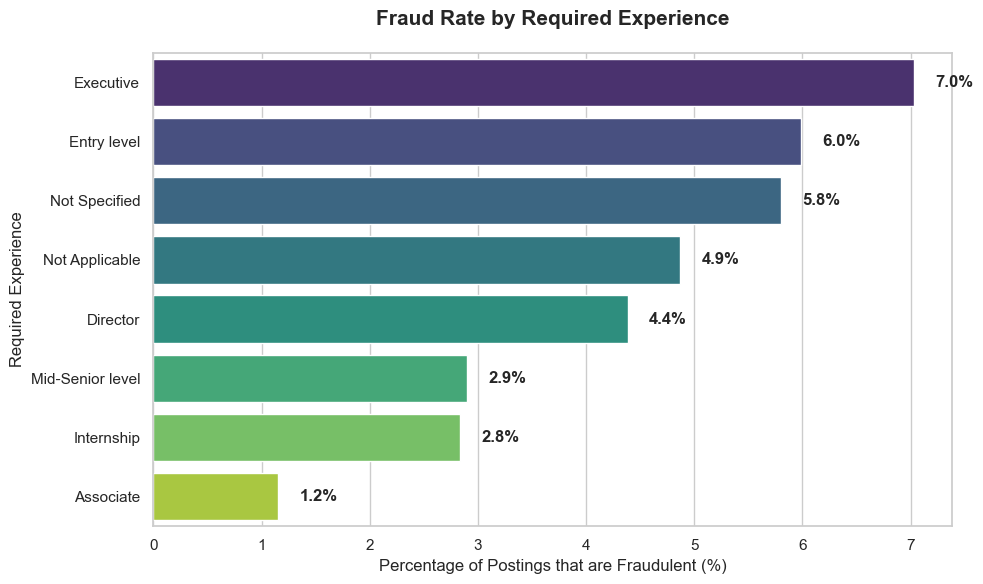 Fraud Rate by Required Experience
Required Experience
Executive 7.0%
Entry level 6.0%
Not Specified 5.8%
Not Applicable 4.9%
Director 4.4%
Mid-Senior level 2.9%
Internship 2.8%
Associate 1.2%
0 1 2 3 4 5 6 7
Percentage of Postings that are Fraudulent (%)